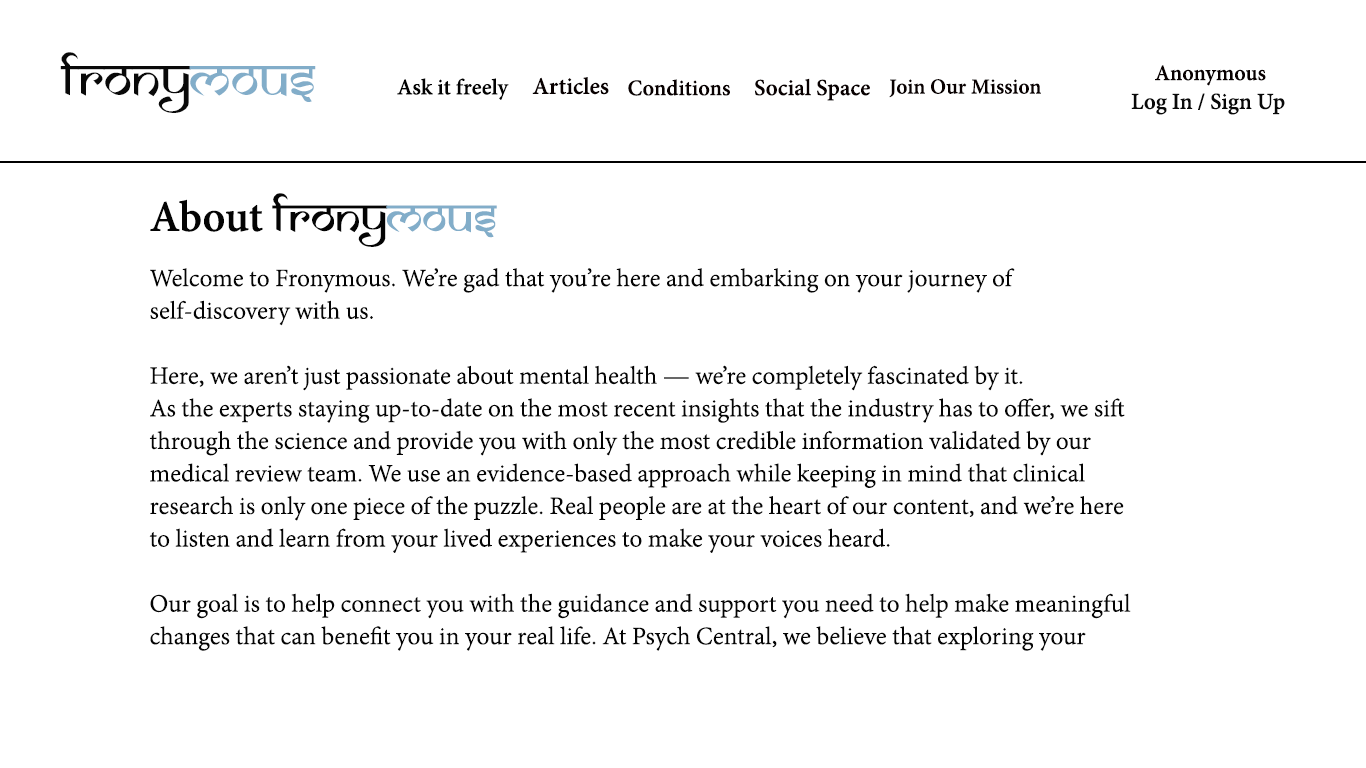 fronymous
Ask it freely Articles Conditions Social Space Join Our Mission
Anonymous
Log In / Sign Up
About fronymous
Welcome to Fronymous. We’re gad that you’re here and embarking on your journey of
self-discovery with us.
Here, we aren’t just passionate about mental health — we’re completely fascinated by it.
As the experts staying up-to-date on the most recent insights that the industry has to offer, we sift
through the science and provide you with only the most credible information validated by our
medical review team. We use an evidence-based approach while keeping in mind that clinical
research is only one piece of the puzzle. Real people are at the heart of our content, and we’re here
to listen and learn from your lived experiences to make your voices heard.
Our goal is to help connect you with the guidance and support you need to help make meaningful
changes that can benefit you in your real life. At Psych Central, we believe that exploring your